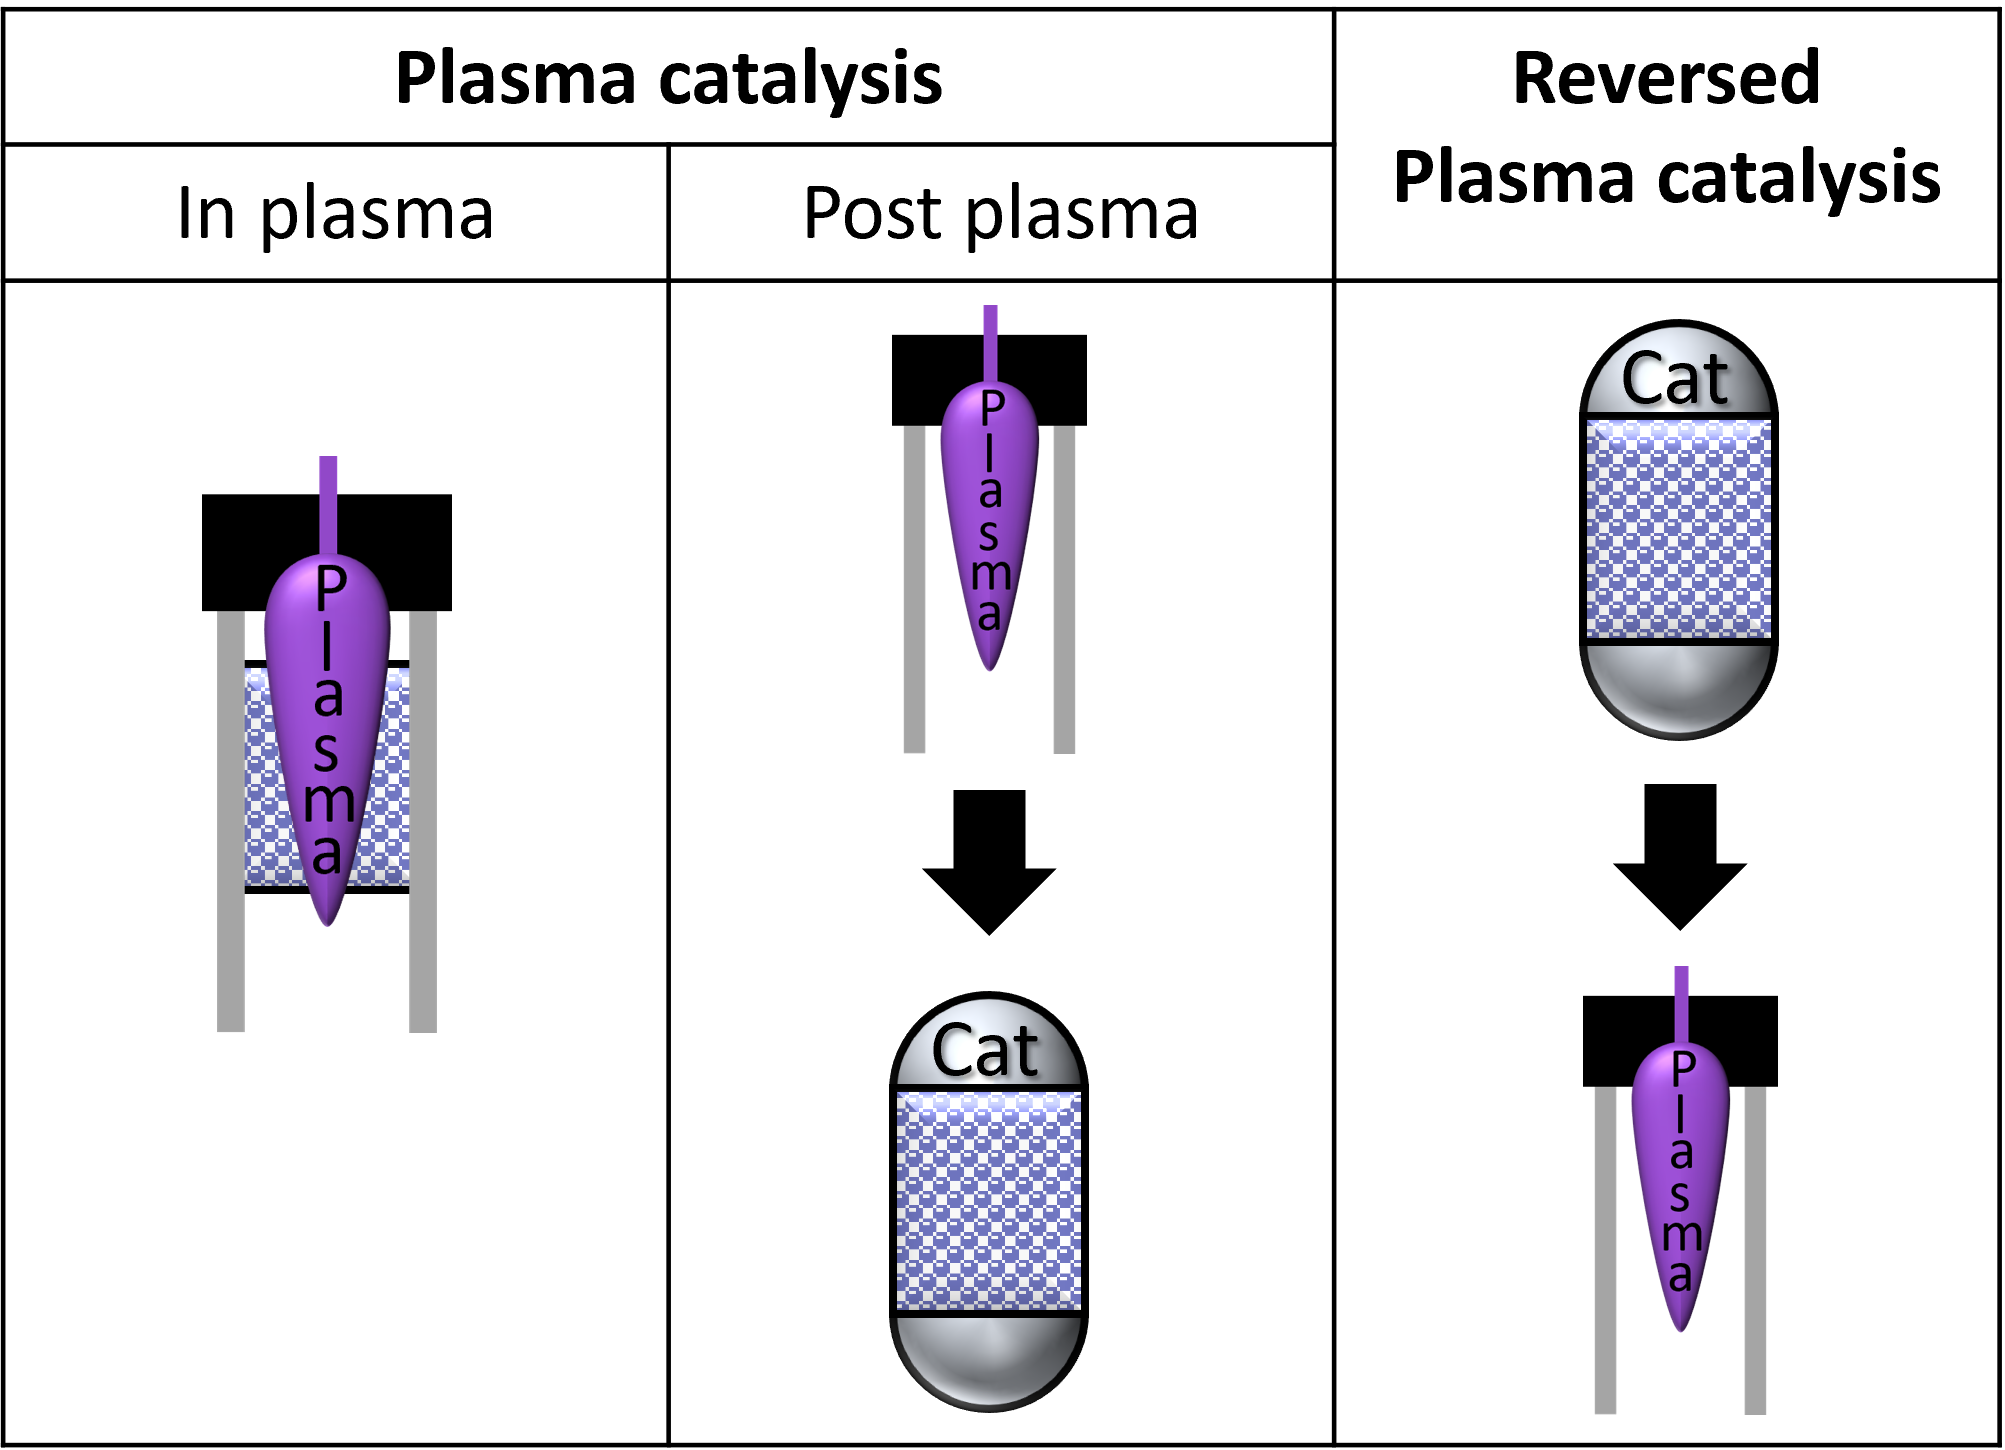 Plasma catalysis
Reversed
Plasma catalysis
In plasma
Post plasma
Plasma
Plasma
Cat
Cat
Plasma